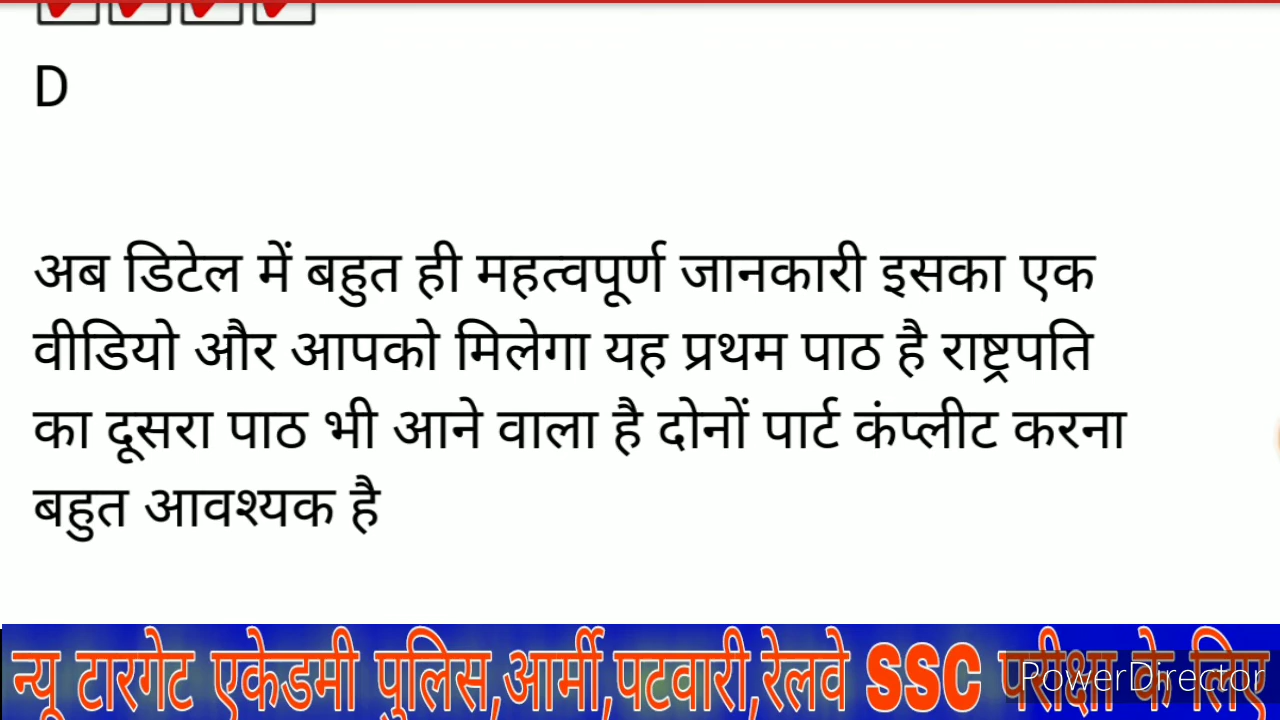 D
अब डिटेल में बहुत ही महत्वपूर्ण जानकारी इसका एक
वीडियो और आपको मिलेगा यह प्रथम पाठ है राष्ट्रपति
का दूसरा पाठ भी आने वाला है दोनों पार्ट कंप्लीट करना
बहुत आवश्यक है
न्यू टारगेट एकेडमी पुलिस,आर्मी,पटवारी,रेलवे SSC परीक्षा के लिए
PowerDirector